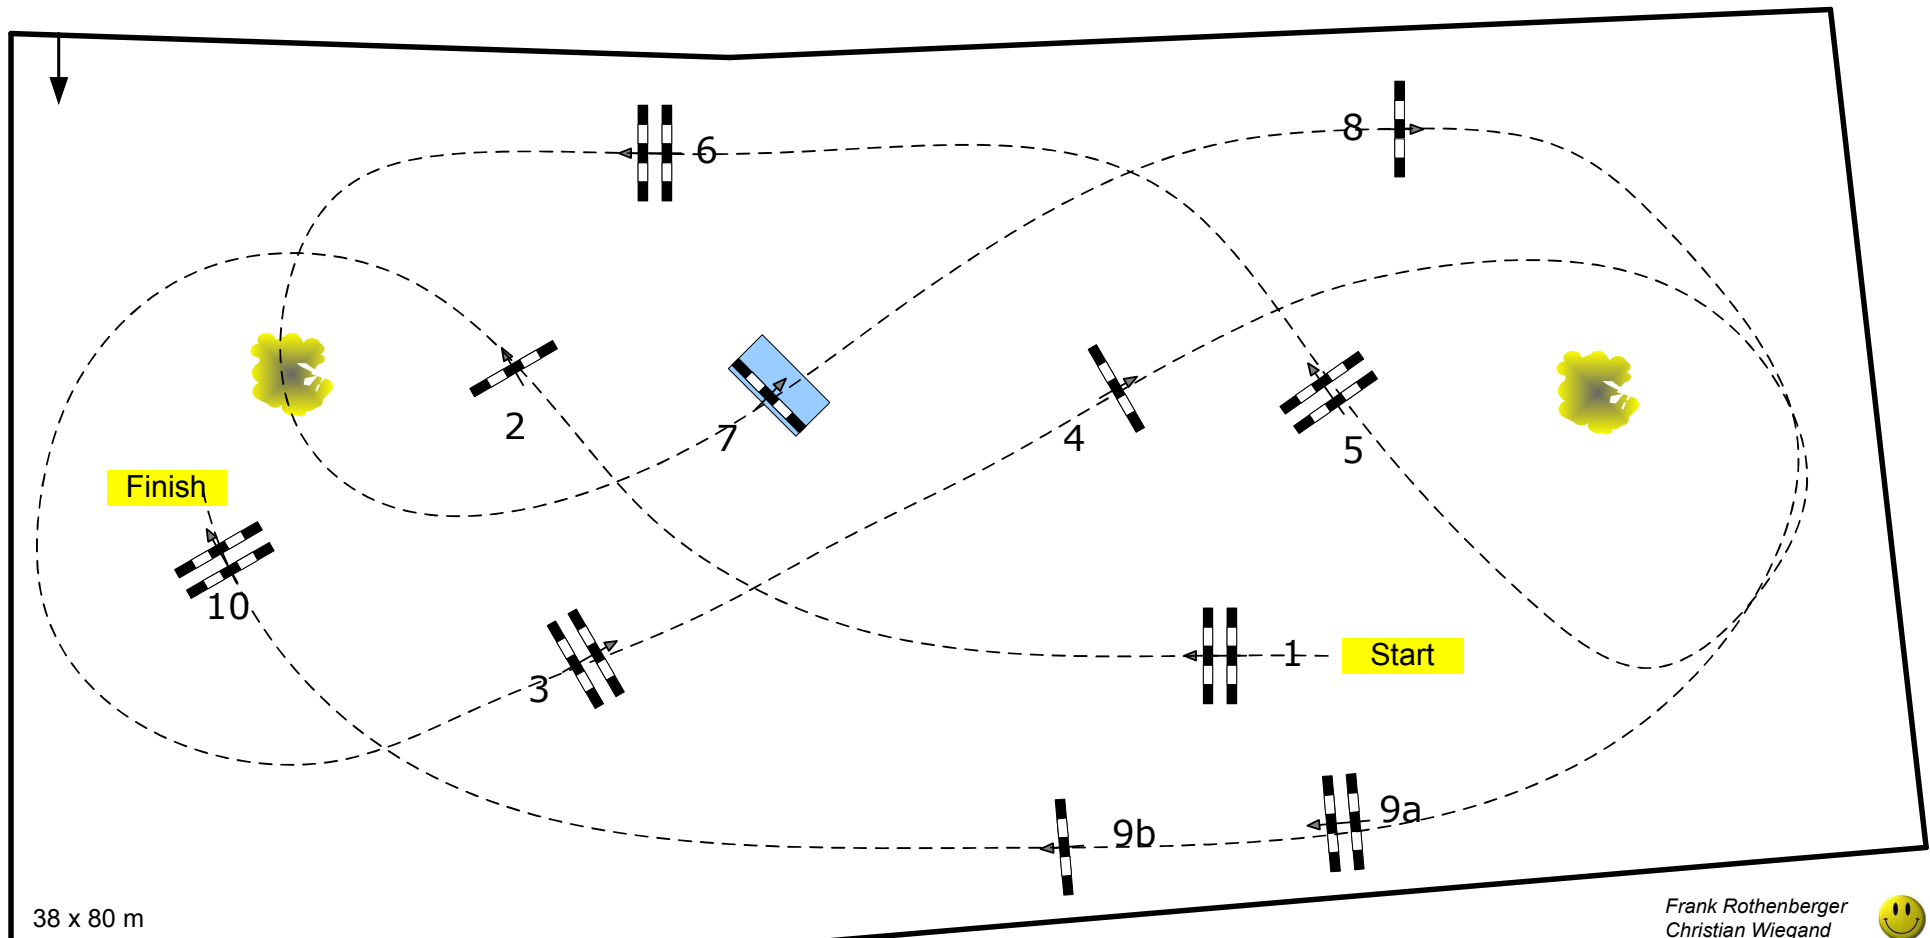 8
6
2
7
4
5
Finish
10
3
1
Start
9a
9b
38 x 80 m
Frank Rothenberger
Christian Wiegand